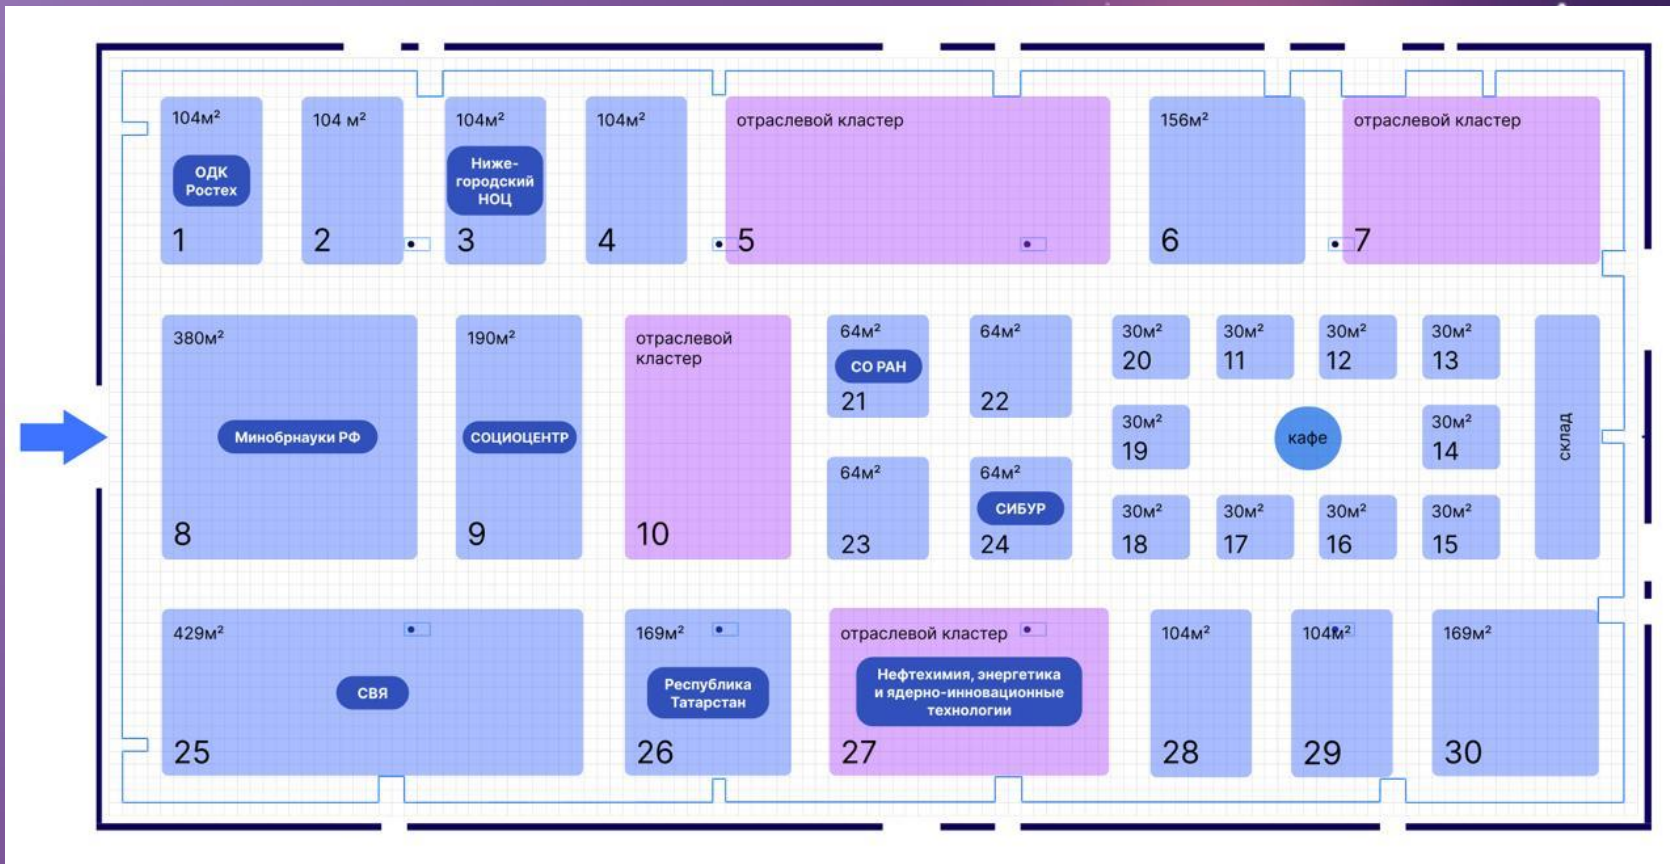 104м²
ОДК
Ростех
1
104 м²
2
104м²
Ниже-
городский
НОЦ
3
104м²
4
отраслевой кластер
5
156м²
6
отраслевой кластер
7
380м²
Минобрнауки РФ
8
190м²
СОЦИОЦЕНТР
9
отраслевой
кластер
10
64м²
СО РАН
21
64м²
22
64м²
23
64м²
СИБУР
24
30м²
20
30м²
11
30м²
12
30м²
13
30м²
19
кафе
30м²
14
30м²
18
30м²
17
30м²
16
30м²
15
склад
429м²
СВЯ
25
169м²
Республика
Татарстан
26
отраслевой кластер
Нефтехимия, энергетика
и ядерно-инновационные
технологии
27
104м²
28
104м²
29
169м²
30